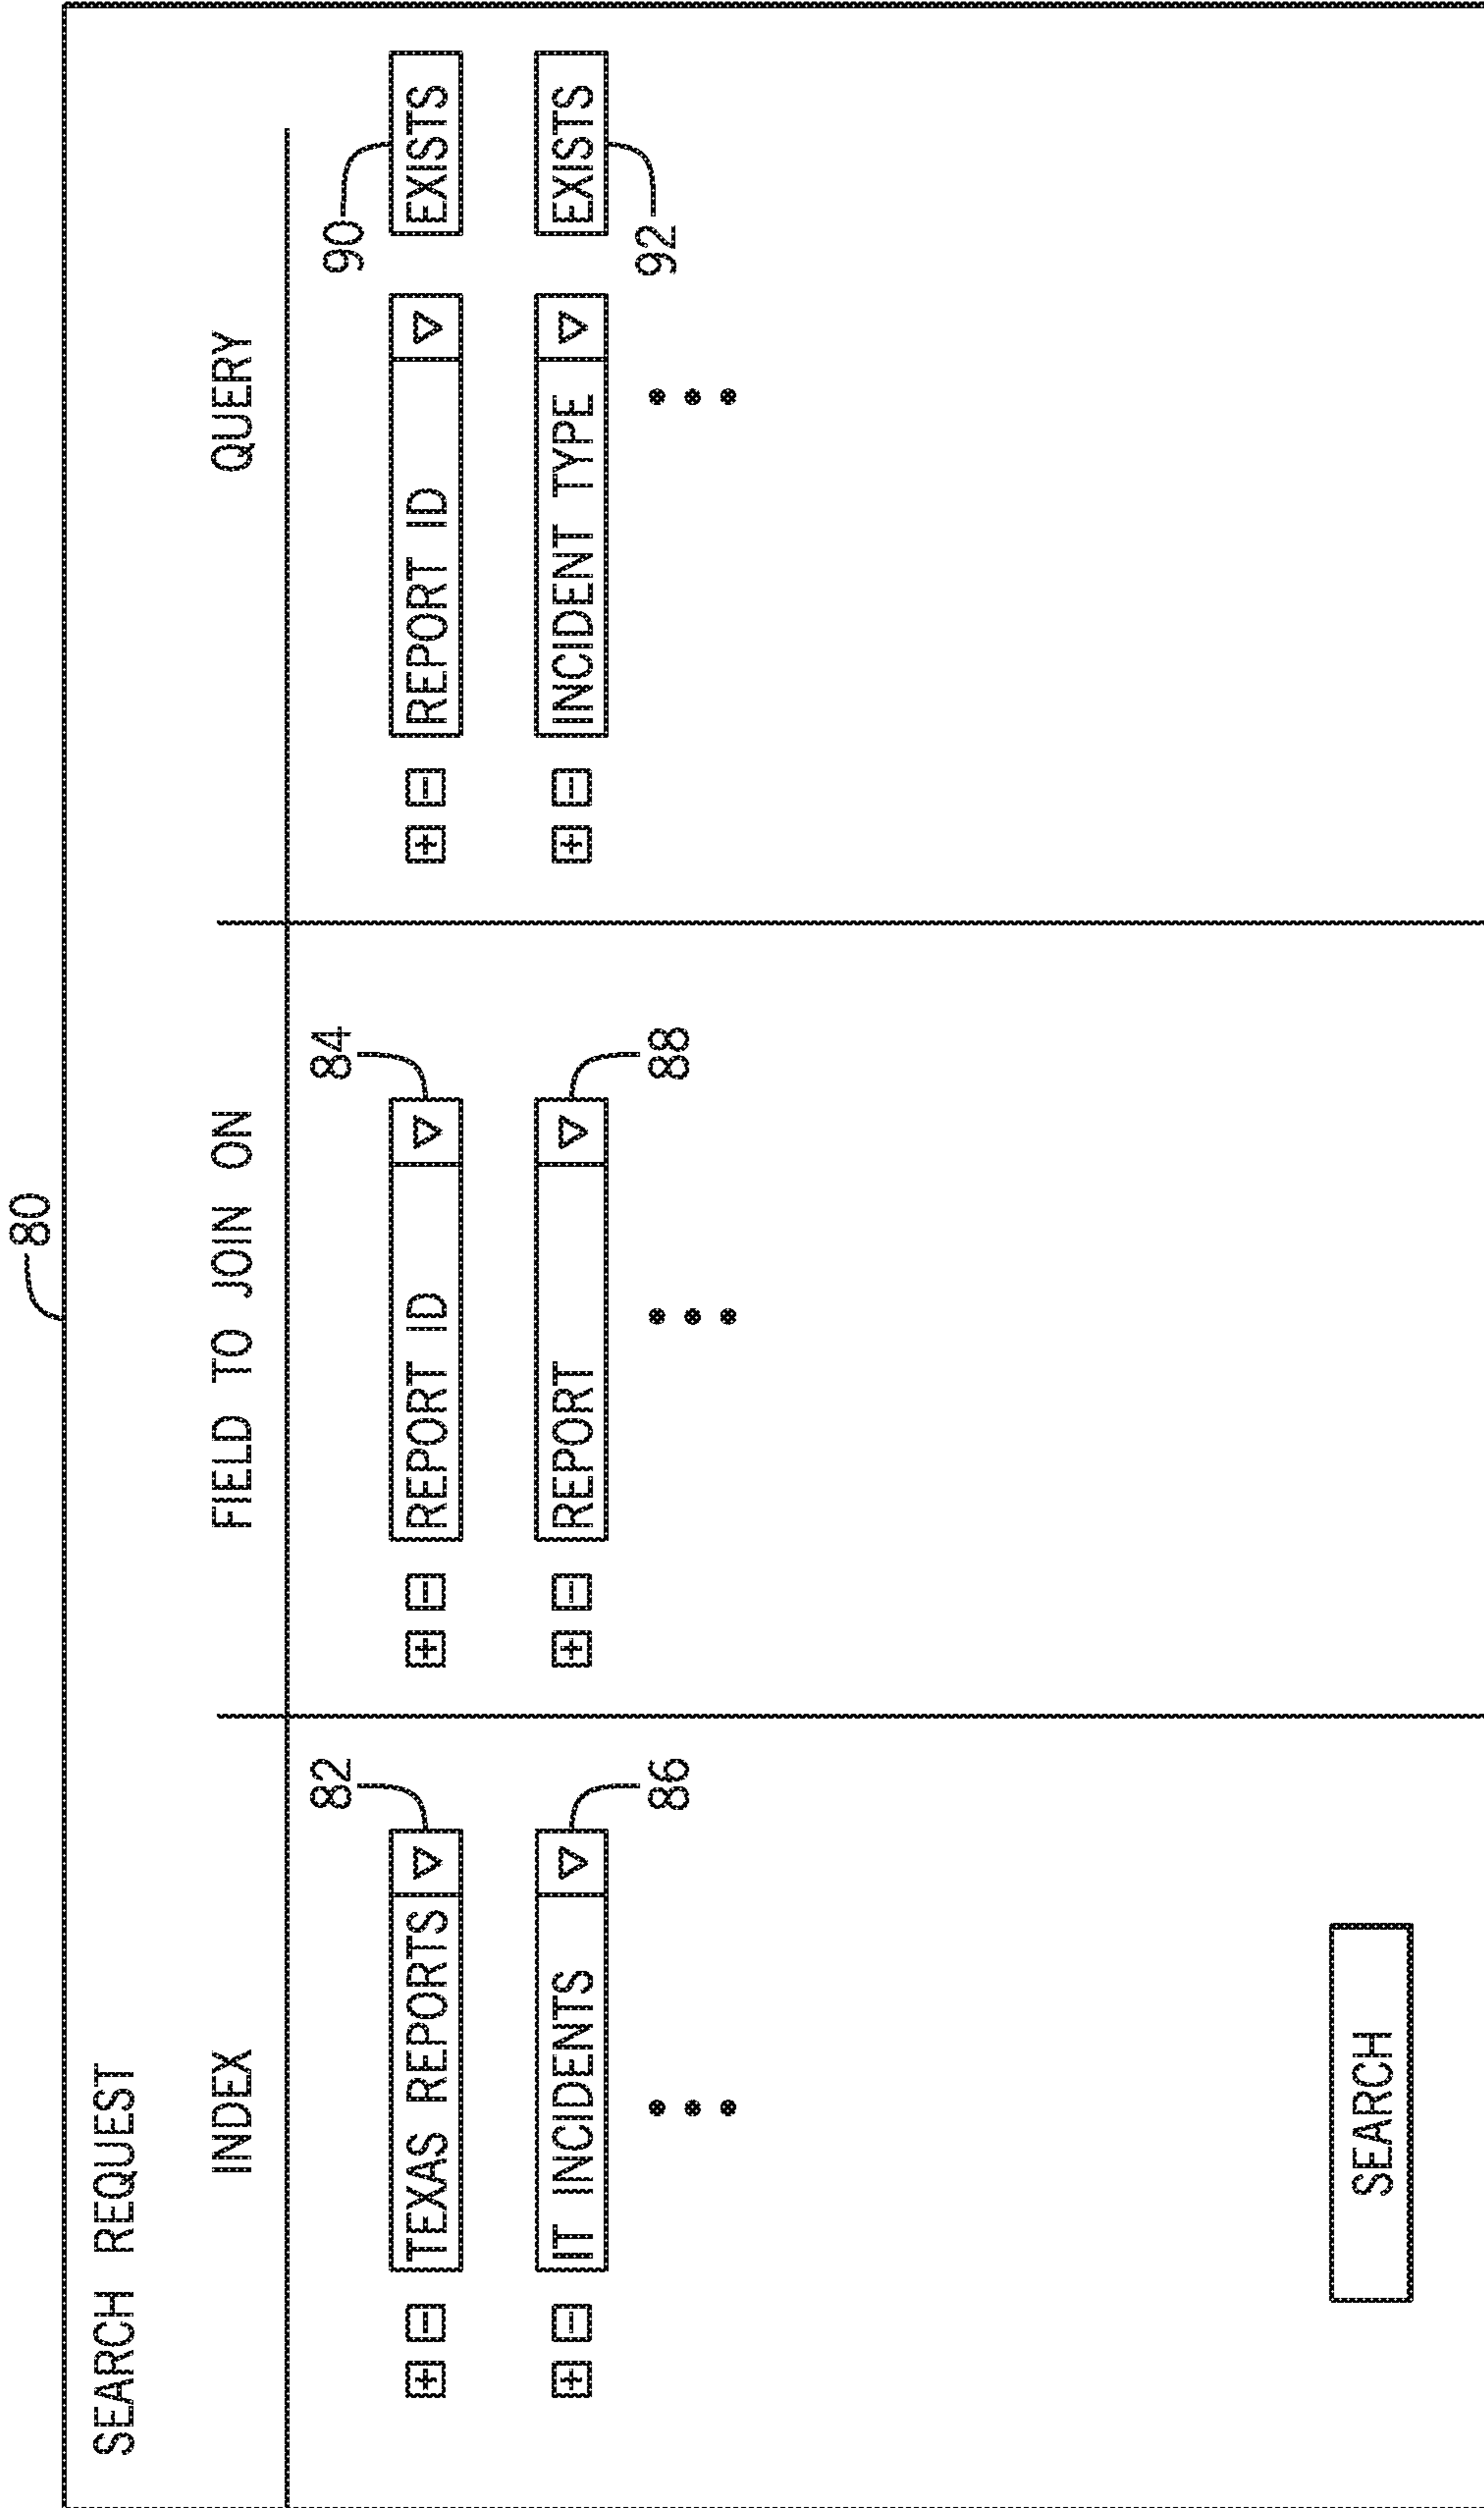 80
SEARCH REQUEST
INDEX FIELD TO JOIN ON QUERY
82 84 90
+ - TEXAS REPORTS ▽ + - REPORT ID ▽ + - REPORT ID ▽ EXISTS
+ - IT INCIDENTS ▽ + - REPORT ▽ + - INCIDENT TYPE ▽ EXISTS
86 88 92
SEARCH